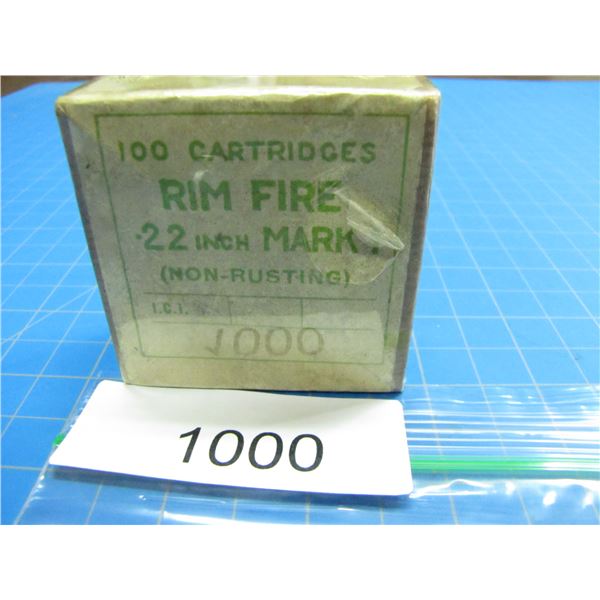 100 CARTRIDGES
RIM FIRE
.22 INCH MARK
(NON-RUSTING)
I.C.I.
1000
1000